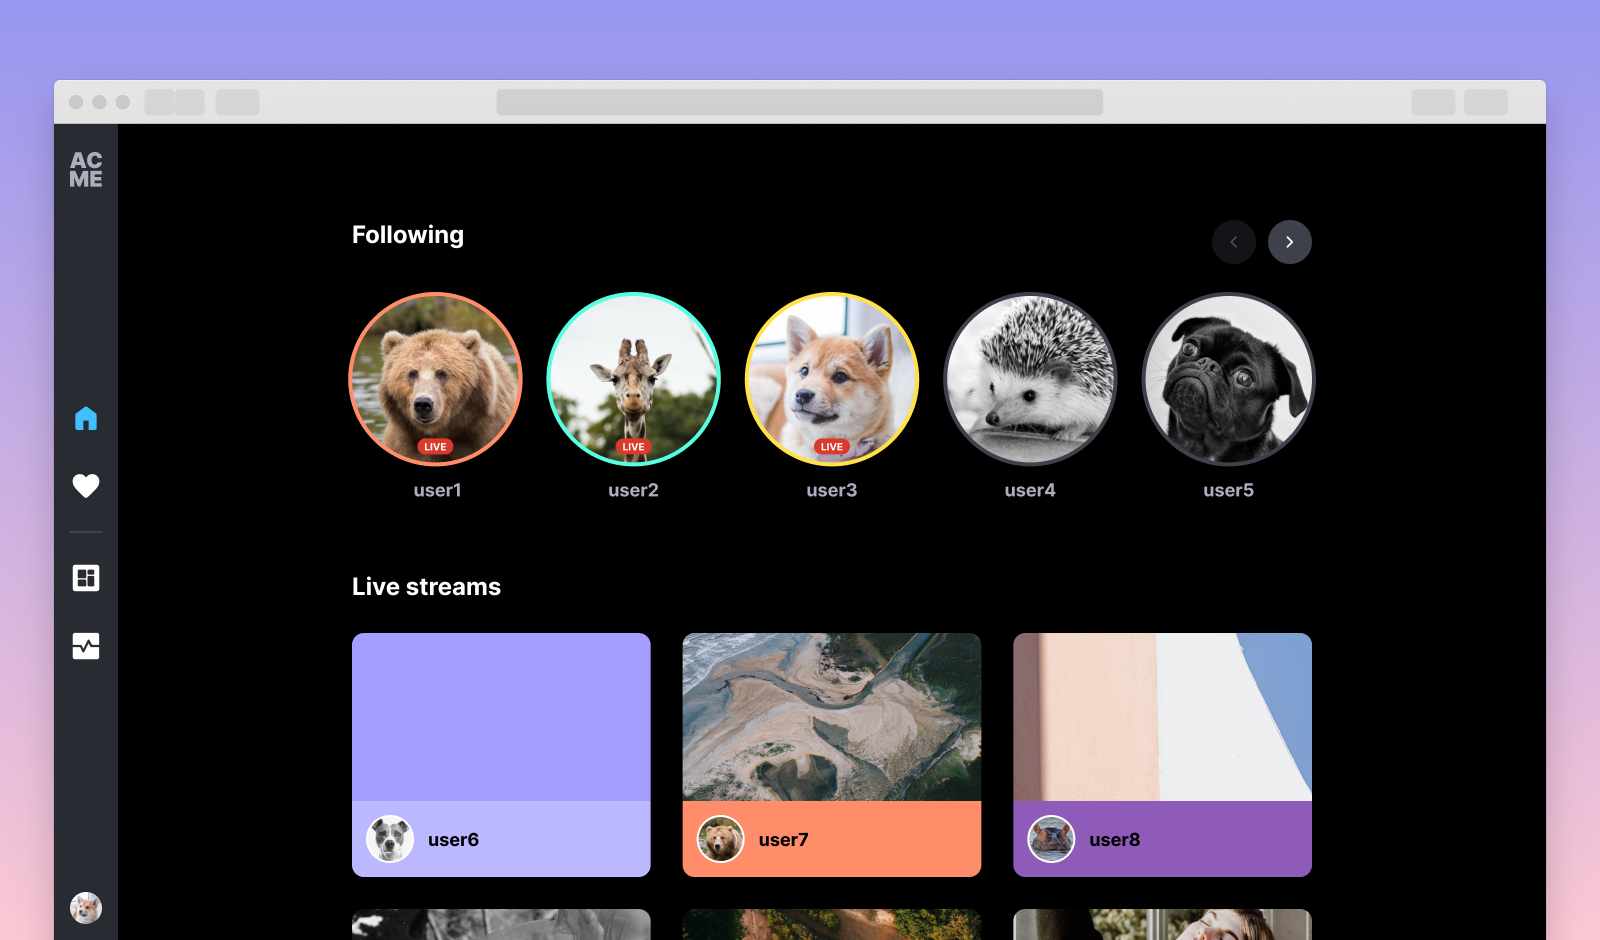 AC
ME
Following
LIVE
LIVE
LIVE
user1
user2
user3
user4
user5
Live streams
user6
user7
user8